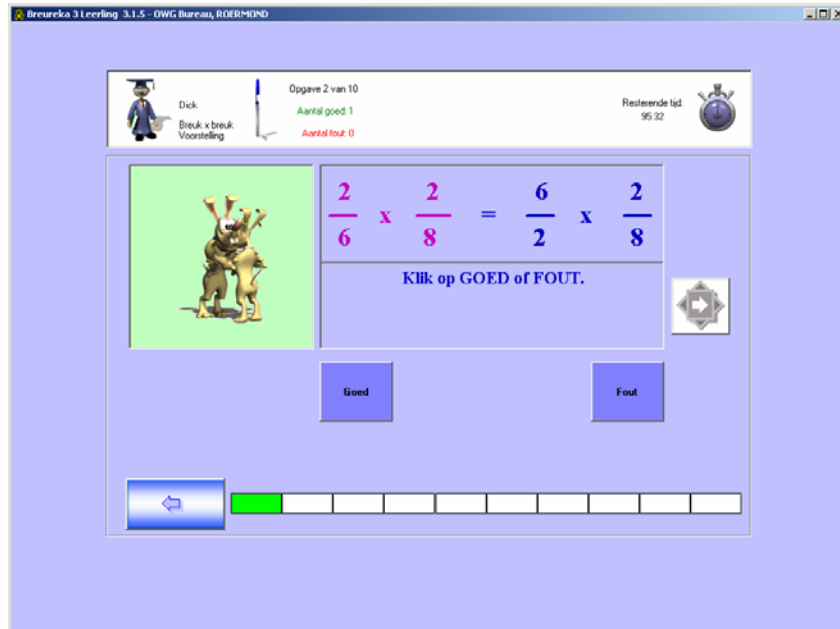 Breureka 3 Leerling 3.1.5 - OWG Bureau, ROERMOND
Dick
Breuk x breuk
Voorstelling
Opgave 2 van 10
Aantal goed: 1
Aantal fout: 0
Resterende tijd:
95:32
2/6 x 2/8 = 6/2 x 2/8
Klik op GOED of FOUT.
Goed
Fout